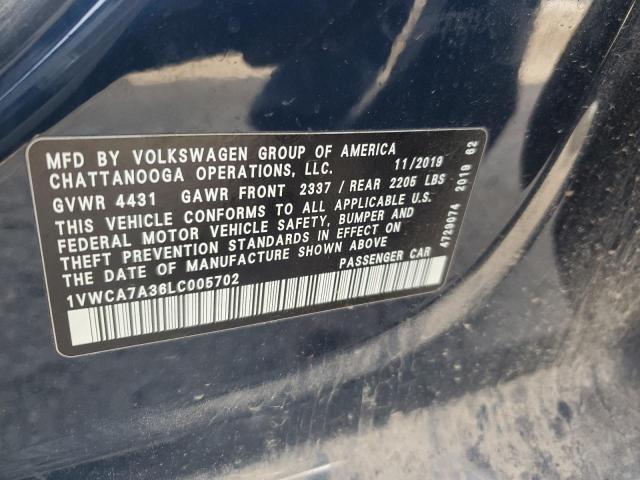 MFD BY VOLKSWAGEN GROUP OF AMERICA 11/2019
CHATTANOOGA OPERATIONS, LLC.
GVWR 4431 GAWR FRONT 2337 / REAR 2205 LBS
THIS VEHICLE CONFORMS TO ALL APPLICABLE U.S.
FEDERAL MOTOR VEHICLE SAFETY, BUMPER AND
THEFT PREVENTION STANDARDS IN EFFECT ON
THE DATE OF MANUFACTURE SHOWN ABOVE
1VWCA7A36LC005702 PASSENGER CAR
4729074 2019 62